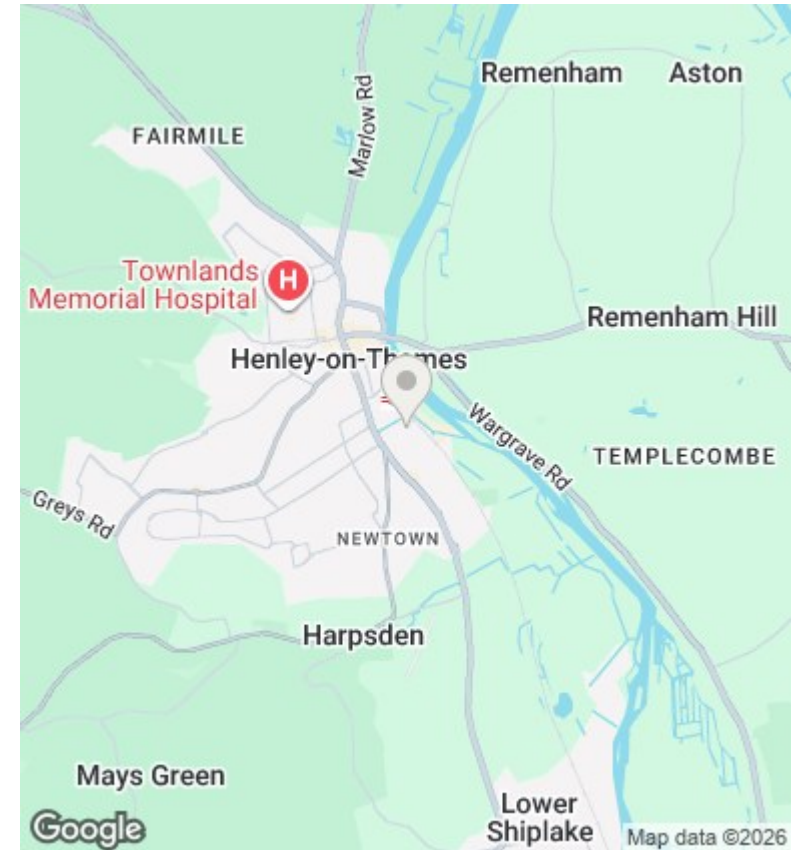 Remenham
Aston
Marlow Rd
FAIRMILE
Townlands
Memorial Hospital
H
Remenham Hill
Henley-on-Thames
Wargrave Rd
TEMPLECOMBE
Greys Rd
NEWTOWN
Harpsden
Mays Green
Lower
Shiplake
Google
Map data ©2026